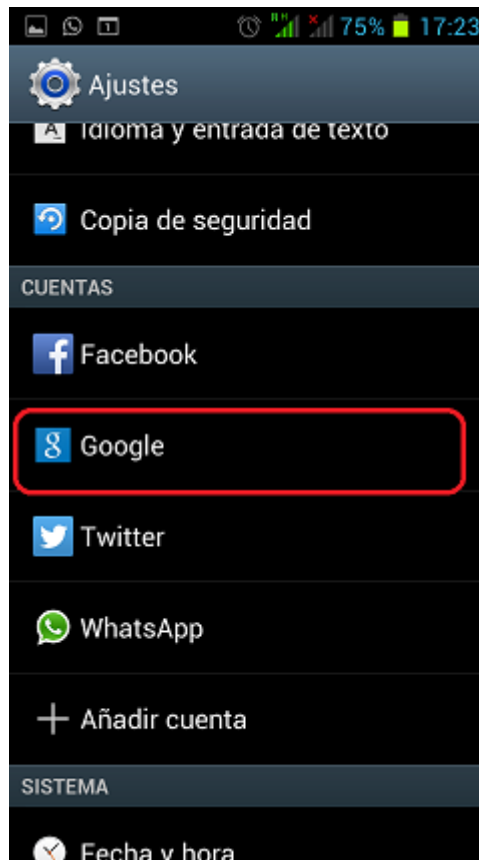 75% 17:23
Ajustes
Idioma y entrada de texto
Copia de seguridad
CUENTAS
Facebook
Google
Twitter
WhatsApp
Añadir cuenta
SISTEMA
Fecha y hora